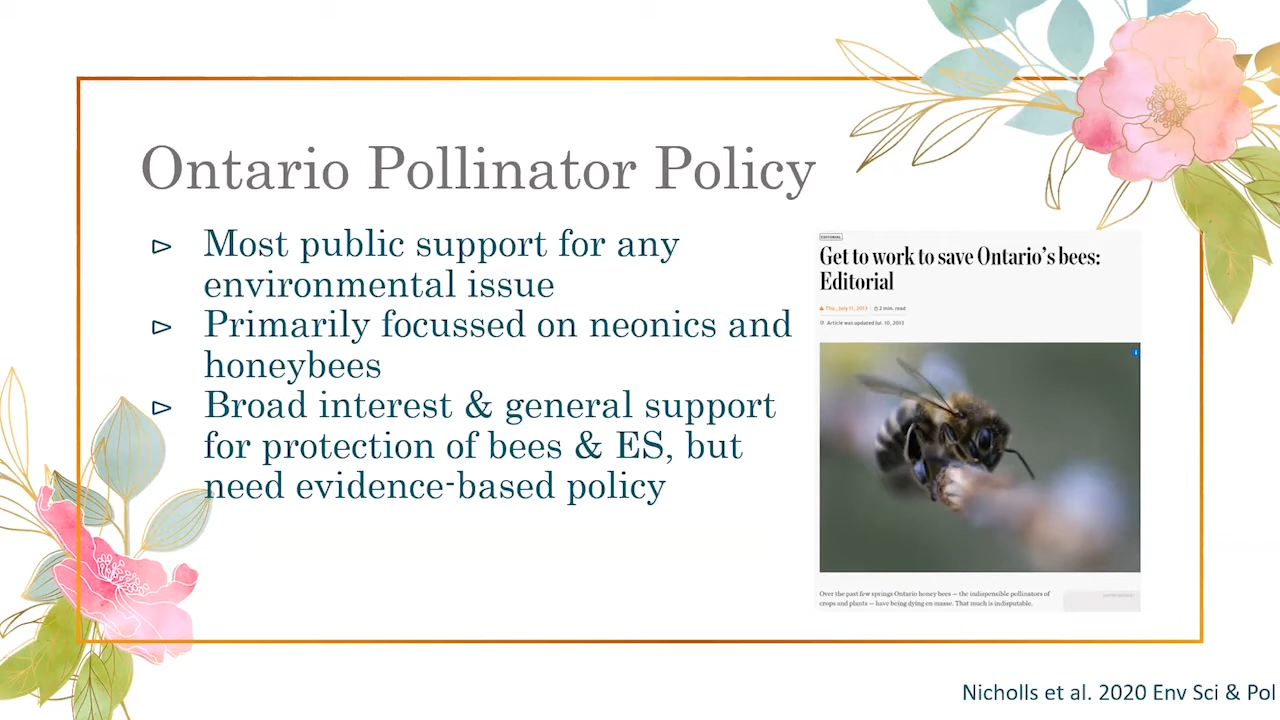 Ontario Pollinator Policy
Most public support for any
environmental issue
Primarily focussed on neonics and
honeybees
Broad interest & general support
for protection of bees & ES, but
need evidence-based policy
EDITORIAL
Get to work to save Ontario's bees:
Editorial
Thu., July 11, 2013 2 min. read
Article was updated Jul. 10, 2013
Over the past few springs Ontario honey bees — the indispensible pollinators of
crops and plants — have being dying en masse. That much is indisputable.
Nicholls et al. 2020 Env Sci & Pol